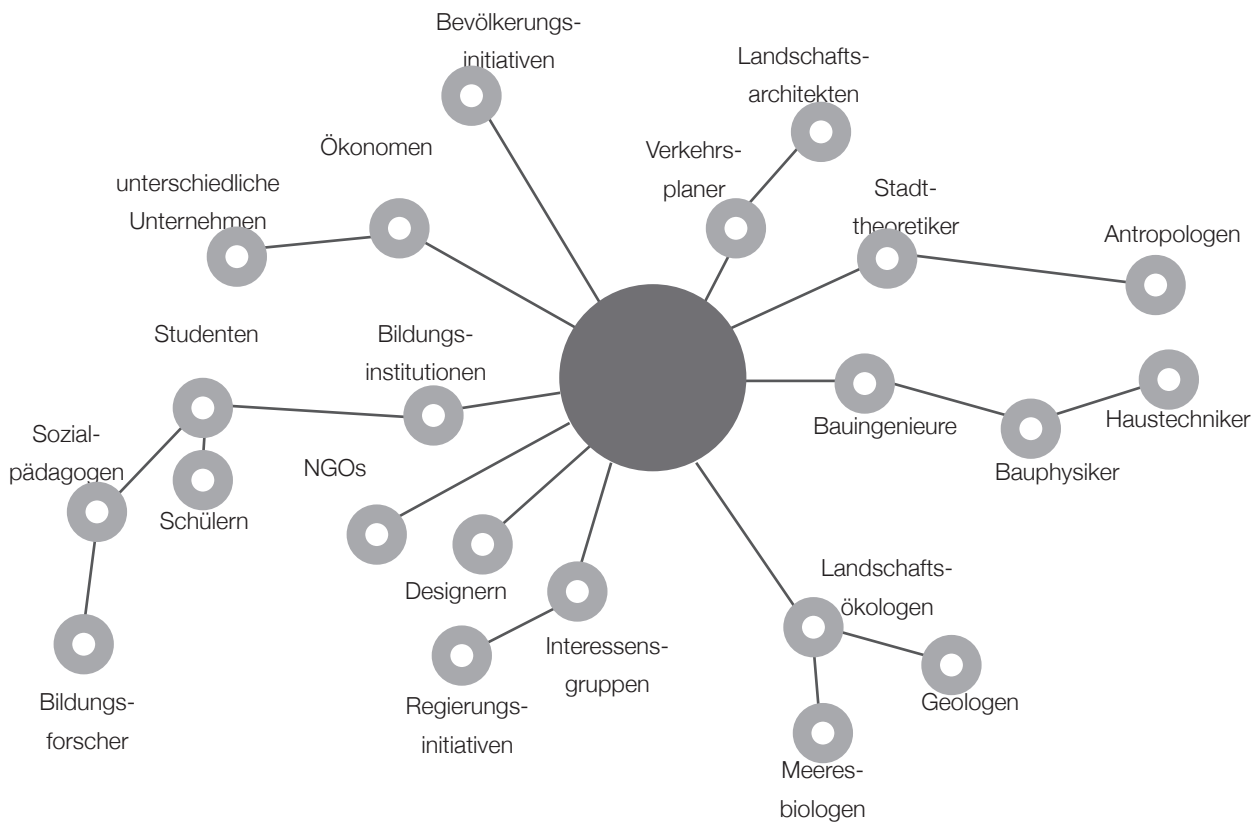 Bevölkerungs-
initiativen
Landschafts-
architekten
Ökonomen
Verkehrs-
planer
unterschiedliche
Unternehmen
Stadt-
theoretiker
Antropologen
Studenten
Bildungs-
institutionen
Bauingenieure
Haustechniker
Sozial-
pädagogen
NGOs
Bauphysiker
Schülern
Designern
Landschafts-
ökologen
Interessens-
gruppen
Bildungs-
forscher
Regierungs-
initiativen
Geologen
Meeres-
biologen